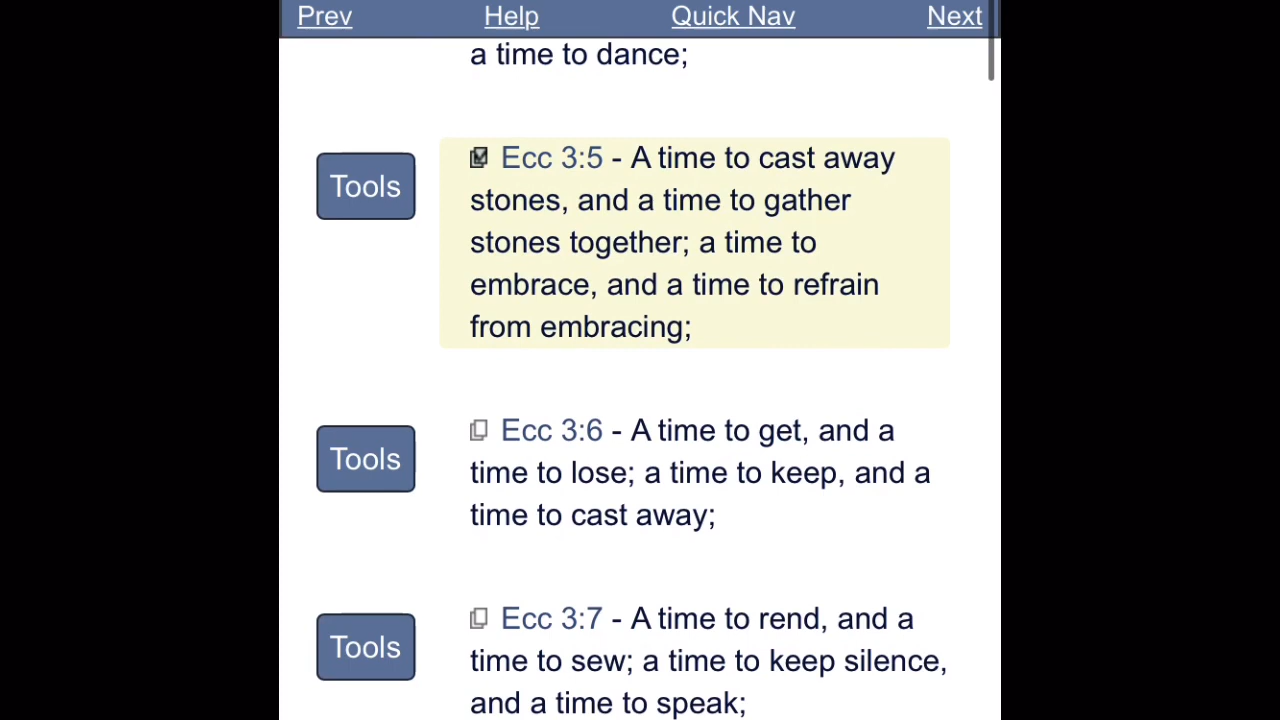 Prev Help Quick Nav Next
a time to dance;
Tools
Ecc 3:5 - A time to cast away
stones, and a time to gather
stones together; a time to
embrace, and a time to refrain
from embracing;
Tools
Ecc 3:6 - A time to get, and a
time to lose; a time to keep, and a
time to cast away;
Tools
Ecc 3:7 - A time to rend, and a
time to sew; a time to keep silence,
and a time to speak;